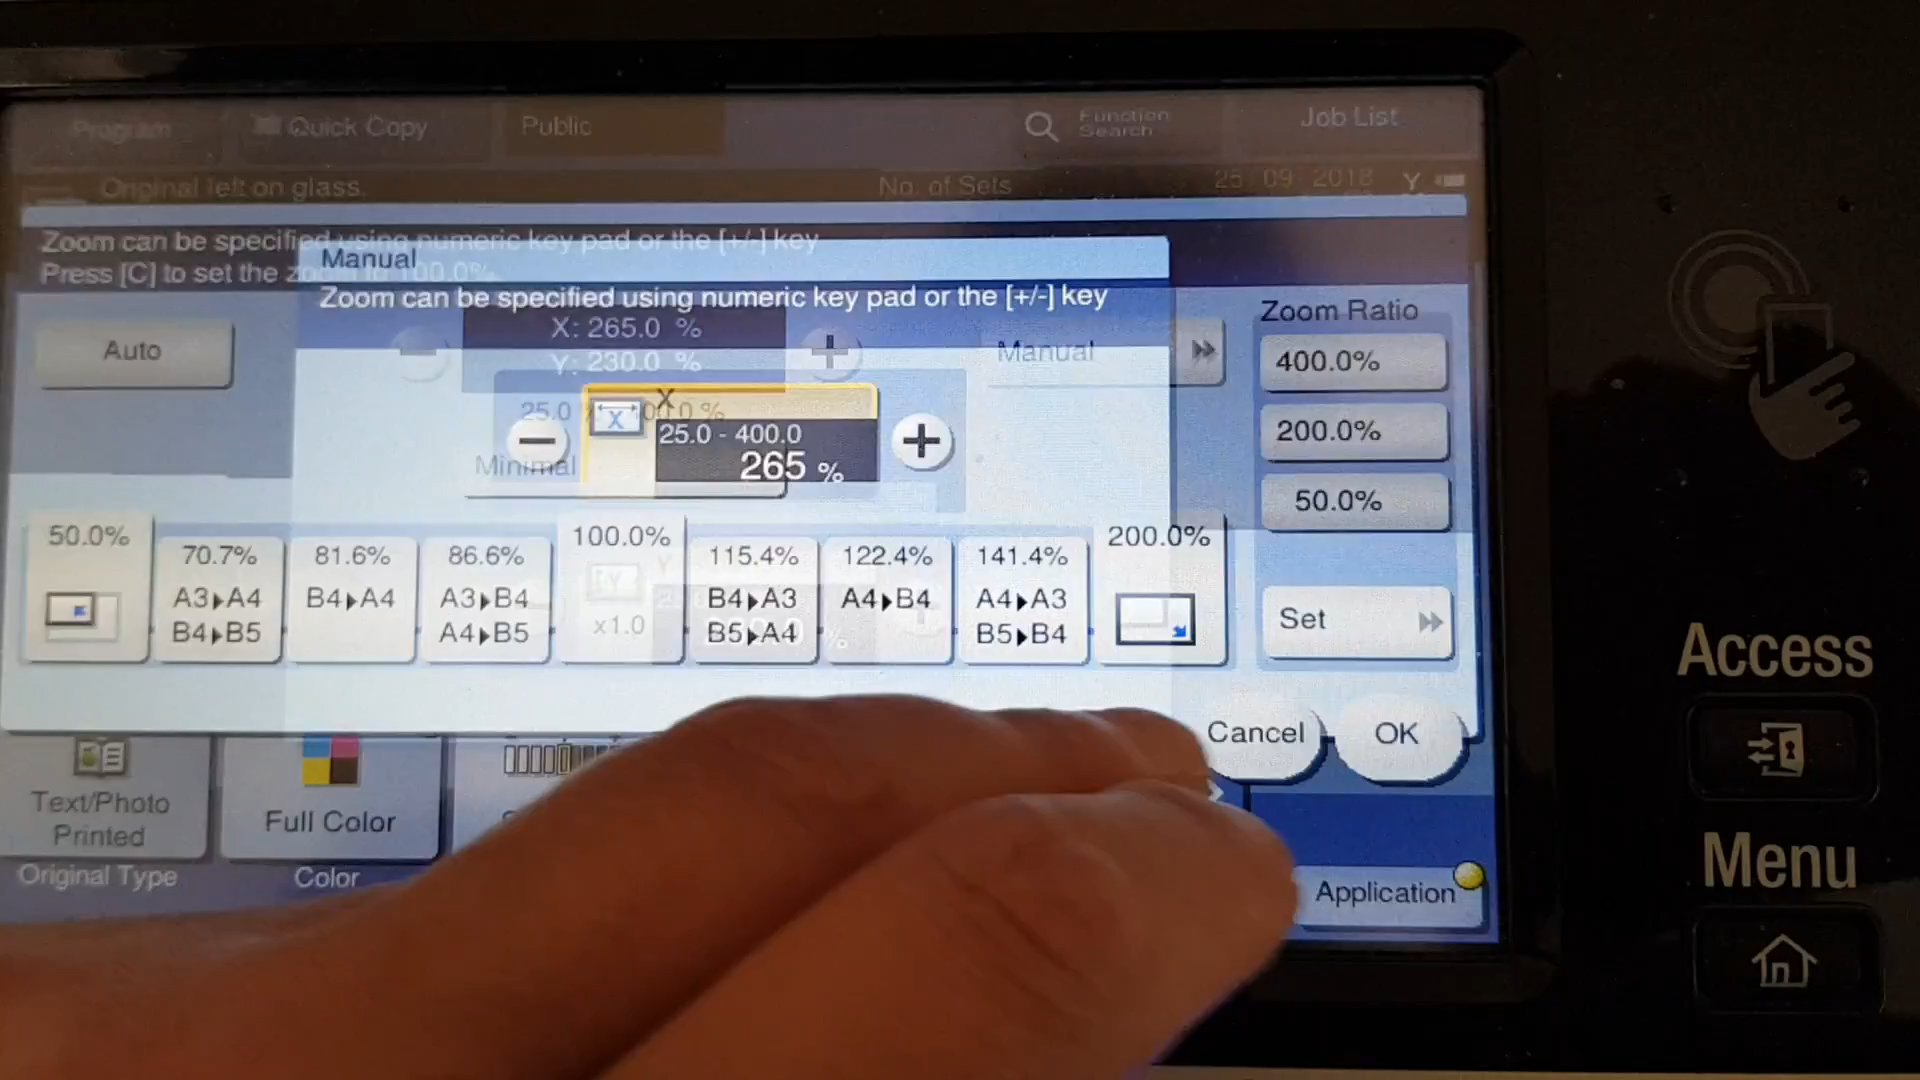 Program
Quick Copy
Public
Function
Search
Job List
Original left on glass.
No. of Sets
25 09 2018
Y
Zoom can be specified using numeric key pad or the [+/-] key
Press [C] to set the zoom to 100.0%.
Manual
Zoom can be specified using numeric key pad or the [+/-] key
Auto
X: 265.0 %
Y: 230.0 %
Manual
Zoom Ratio
400.0%
200.0%
50.0%
X
X
25.0 - 400.0
265 %
Minimal
50.0%
70.7%
A3▸A4
B4▸B5
81.6%
B4▸A4
86.6%
A3▸B4
A4▸B5
100.0%
x1.0
Y
115.4%
B4▸A3
B5▸A4
122.4%
A4▸B4
141.4%
A4▸A3
B5▸B4
200.0%
Set
Cancel
OK
Text/Photo
Printed
Original Type
Full Color
Color
Application
Access
Menu